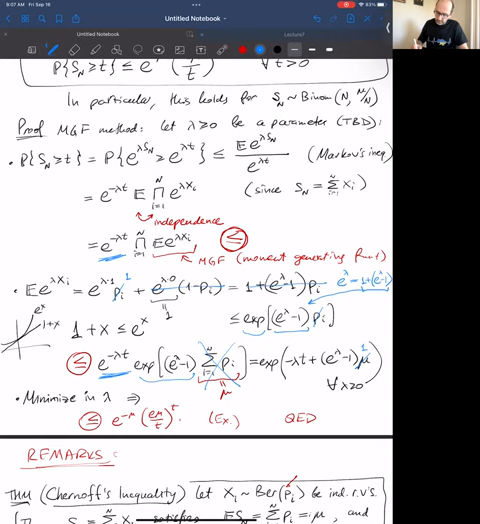 9:07 AM Fri Sep 16
83%
Untitled Notebook
Untitled Notebook
Lecture7
P{S_N ≥ t} ≤ e ( /t)^t ∀ t>0
In particular, this holds for S_N ~ Binom(N, μ/N)
Proof MGF method: let λ≥0 be a parameter (TBD):
• P{S_N ≥ t} = P{e^{λS_N} ≥ e^{λt}} ≤ E e^{λS_N} / e^{λt} (Markov's ineq)
= e^{-λt} E ∏_{i=1}^N e^{λX_i} (since S_N = Σ_{i=1}^N X_i)
independence
= e^{-λt} ∏_{i=1}^N E e^{λX_i} ≤
MGF (moment generating funct)
• E e^{λX_i} = e^{λ·1} p_i + e^{λ·0} (1-p_i) = 1+(e^λ-1)p_i e^λ = 1+(e^λ-1)
1
e^x
1+x
1+x ≤ e^x
≤ exp[(e^λ-1)p_i]
≤ e^{-λt} exp[(e^λ-1) Σ_{i=1}^N p_i] = exp(-λt + (e^λ-1)μ)
μ
∀λ≥0
• Minimize in λ ⇒
≤ e^{-μ} (eμ/t)^t. (Ex.) QED
REMARKS:
THM (Chernoff's Inequality) let X_i ~ Ber(p_i) be ind. r.v's.
S_N = Σ X_i satisfies E S_N = Σ p_i =: μ, and